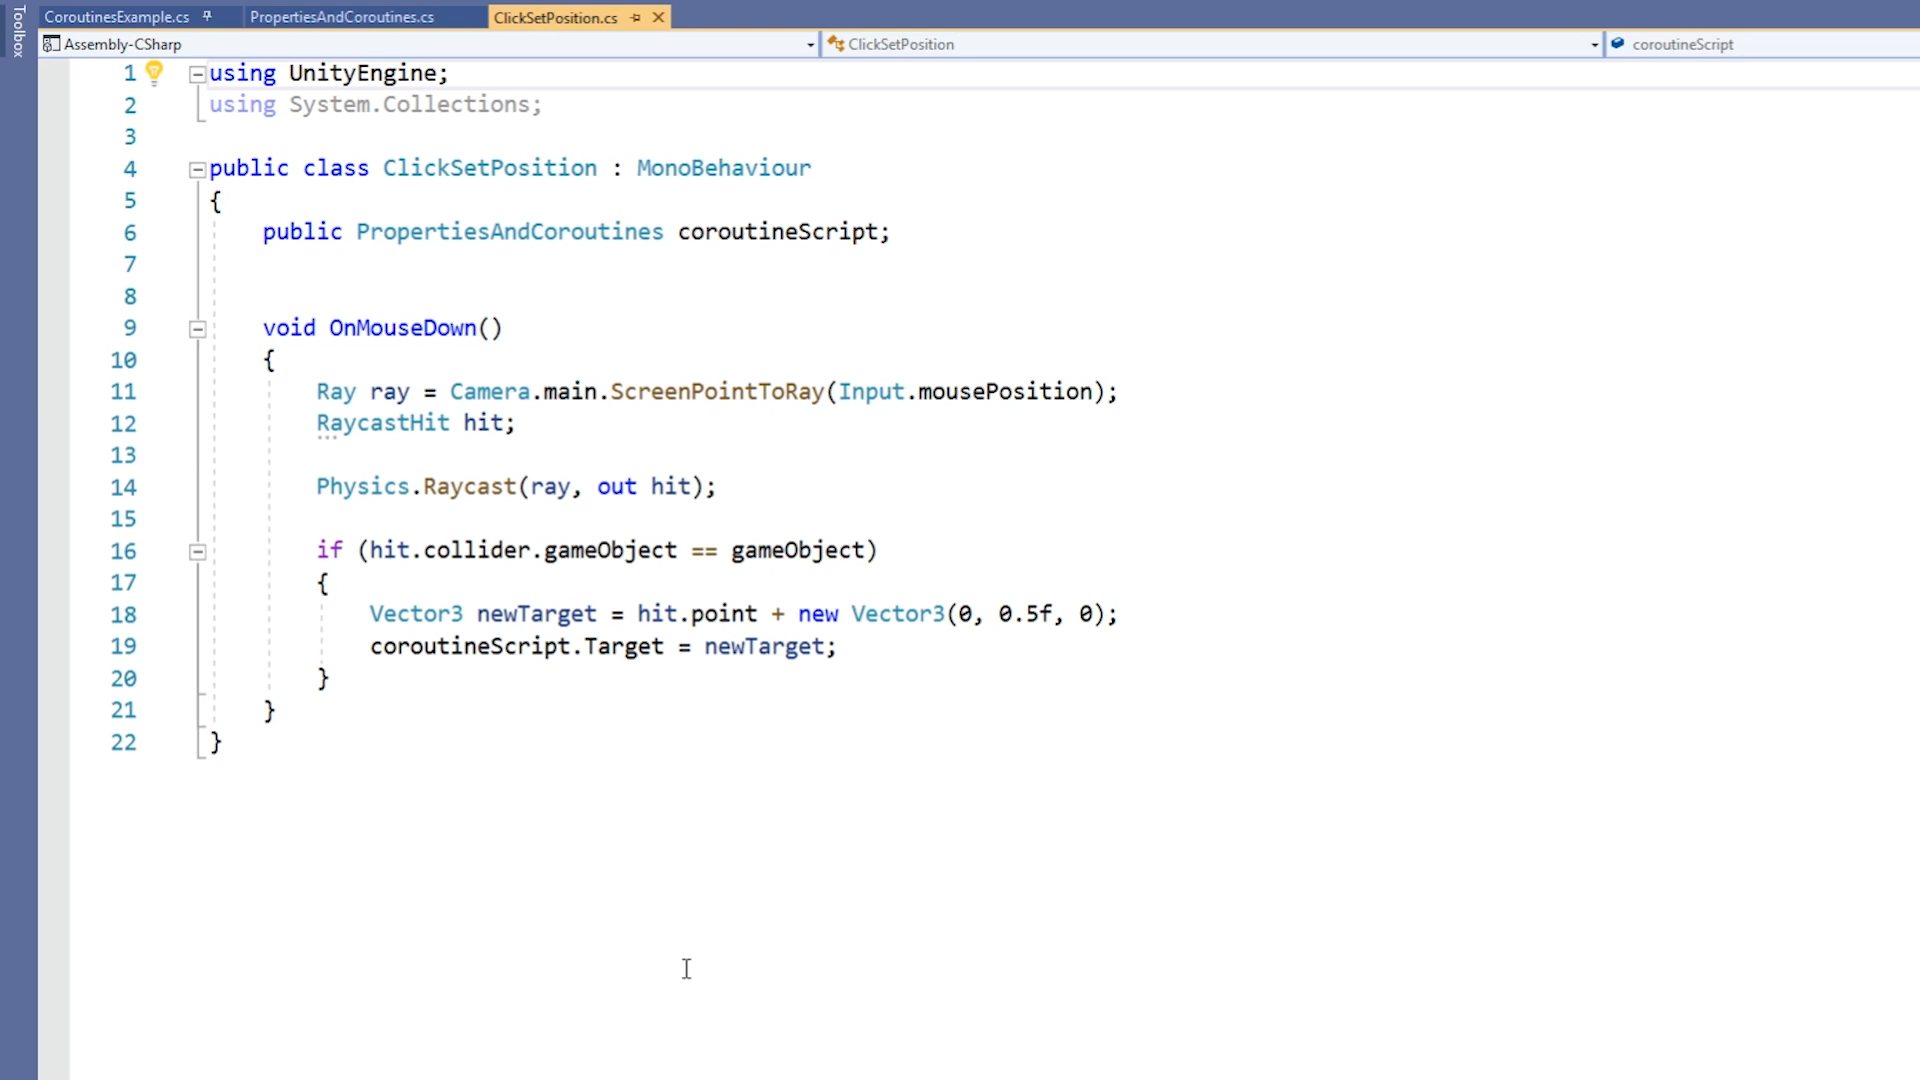 Toolbox
CoroutinesExample.cs PropertiesAndCoroutines.cs ClickSetPosition.cs
Assembly-CSharp ClickSetPosition coroutineScript
1 using UnityEngine;
2 using System.Collections;
3
4 public class ClickSetPosition : MonoBehaviour
5 {
6 public PropertiesAndCoroutines coroutineScript;
7
8
9 void OnMouseDown()
10 {
11 Ray ray = Camera.main.ScreenPointToRay(Input.mousePosition);
12 RaycastHit hit;
13
14 Physics.Raycast(ray, out hit);
15
16 if (hit.collider.gameObject == gameObject)
17 {
18 Vector3 newTarget = hit.point + new Vector3(0, 0.5f, 0);
19 coroutineScript.Target = newTarget;
20 }
21 }
22 }